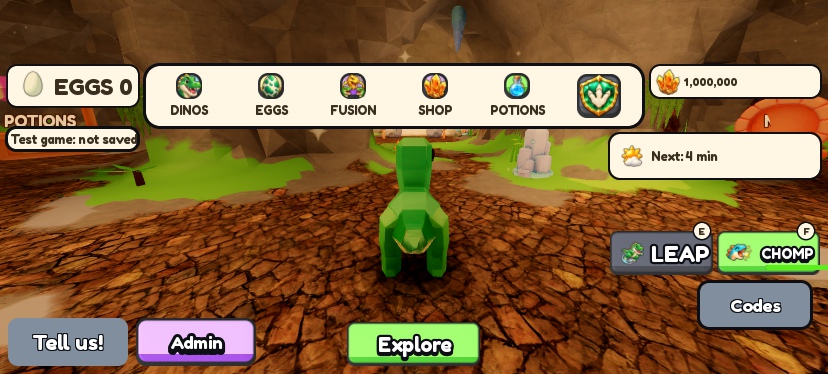 EGGS 0
DINOS
EGGS
FUSION
SHOP
POTIONS
1,000,000
POTIONS
Test game: not saved
Next: 4 min
E
LEAP
F
CHOMP
Codes
Tell us!
Admin
Explore